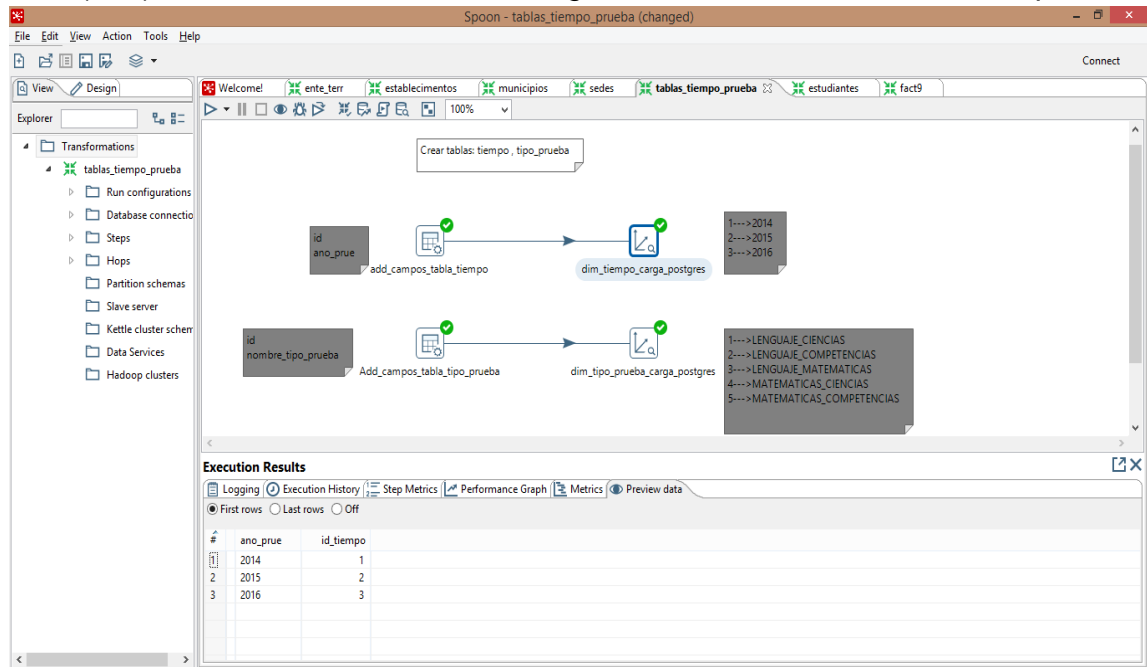 Spoon - tablas_tiempo_prueba (changed)
File Edit View Action Tools Help
Connect
View Design
Welcome! ente_terr establecimentos municipios sedes tablas_tiempo_prueba estudiantes fact9
100%
Explorer
Transformations
tablas_tiempo_prueba
Run configurations
Database connectio
Steps
Hops
Partition schemas
Slave server
Kettle cluster schem
Data Services
Hadoop clusters
Crear tablas: tiempo , tipo_prueba
id
ano_prue
add_campos_tabla_tiempo
dim_tiempo_carga_postgres
1--->2014
2--->2015
3--->2016
id
nombre_tipo_prueba
Add_campos_tabla_tipo_prueba
dim_tipo_prueba_carga_postgres
1--->LENGUAJE_CIENCIAS
2--->LENGUAJE_COMPETENCIAS
3--->LENGUAJE_MATEMATICAS
4--->MATEMATICAS_CIENCIAS
5--->MATEMATICAS_COMPETENCIAS
Execution Results
Logging Execution History Step Metrics Performance Graph Metrics Preview data
First rows Last rows Off
# ano_prue id_tiempo
1 2014 1
2 2015 2
3 2016 3